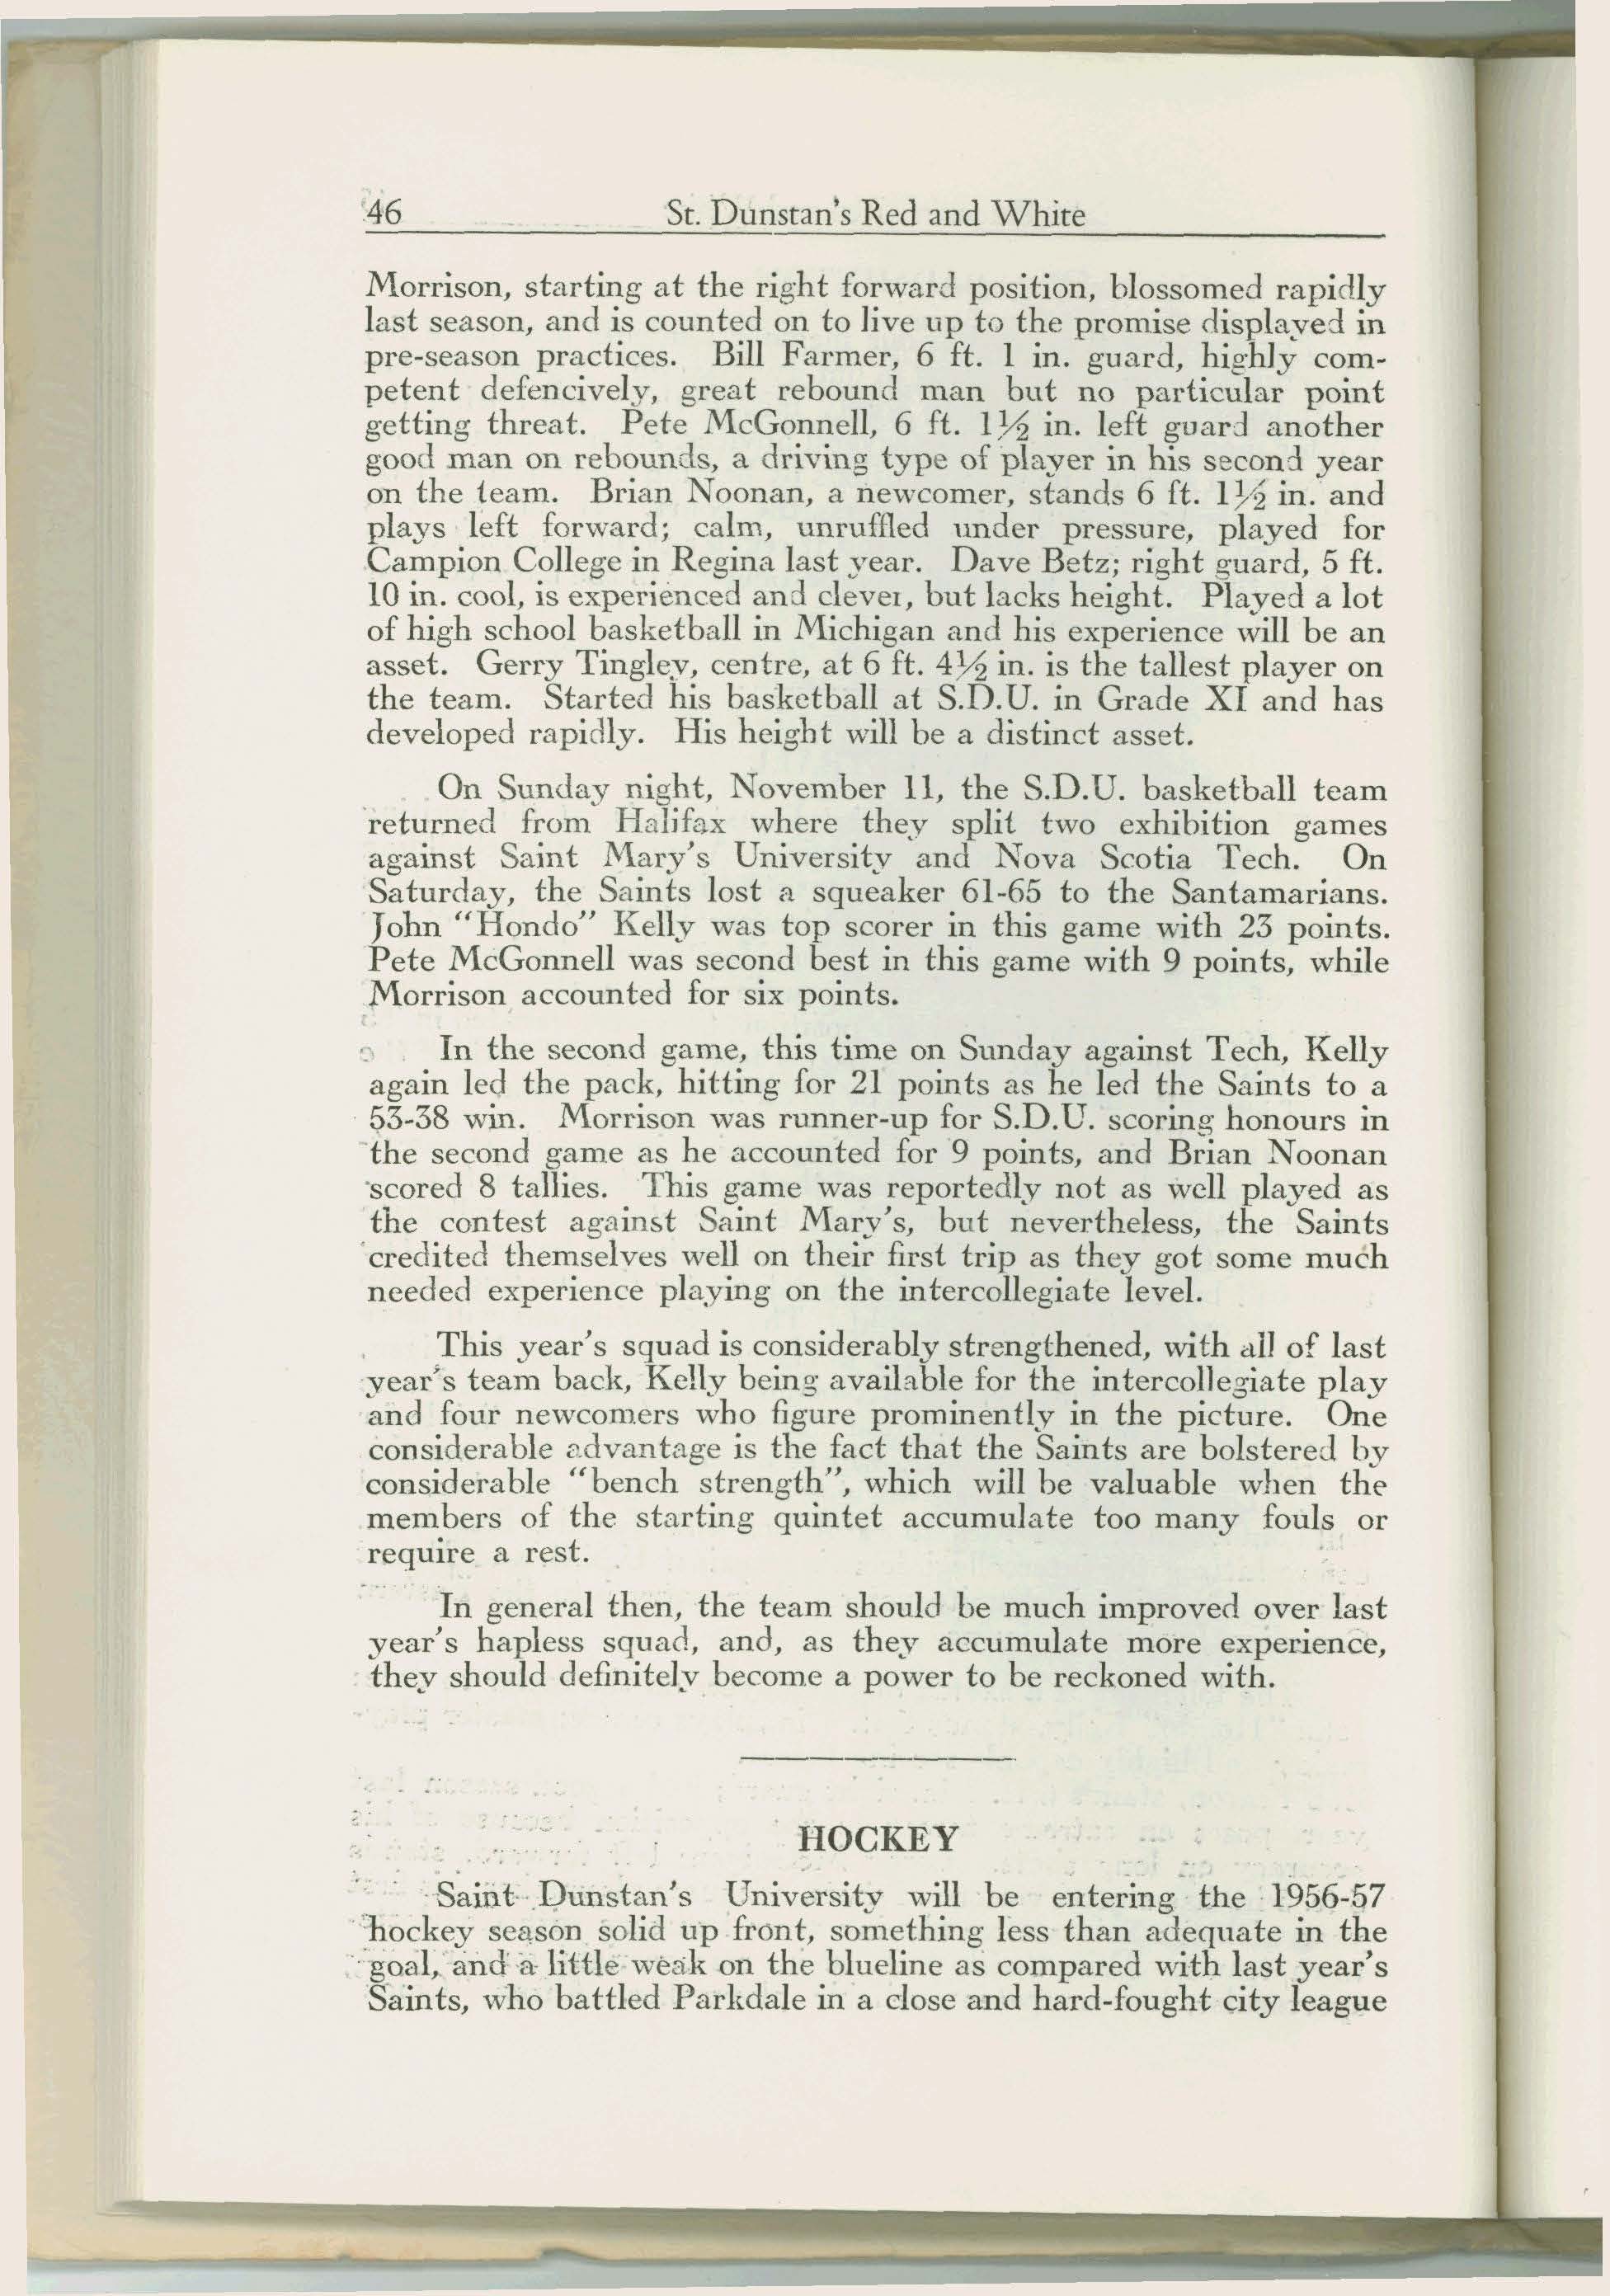 46 St. Dunstan's Red and White
Morrison, starting at the right forward position, blossomed rapidly
last season, and is counted on to live up to the promise displayed in
pre-season practices. Bill Farmer, 6 ft. 1 in. guard, highly com-
petent defencively, great rebound man but no particular point
getting threat. Pete McGonnell, 6 ft. 1½ in. left guard another
good man on rebounds, a driving type of player in his second year
on the team. Brian Noonan, a newcomer, stands 6 ft. 1½ in. and
plays left forward; calm, unruffled under pressure, played for
Campion College in Regina last year. Dave Betz; right guard, 5 ft.
10 in. cool, is experienced and clever, but lacks height. Played a lot
of high school basketball in Michigan and his experience will be an
asset. Gerry Tingley, centre, at 6 ft. 4½ in. is the tallest player on
the team. Started his basketball at S.D.U. in Grade XI and has
developed rapidly. His height will be a distinct asset.
On Sunday night, November 11, the S.D.U. basketball team
returned from Halifax where they split two exhibition games
against Saint Mary's University and Nova Scotia Tech. On
Saturday, the Saints lost a squeaker 61-65 to the Santamarians.
John "Hondo" Kelly was top scorer in this game with 23 points.
Pete McGonnell was second best in this game with 9 points, while
Morrison accounted for six points.
In the second game, this time on Sunday against Tech, Kelly
again led the pack, hitting for 21 points as he led the Saints to a
53-38 win. Morrison was runner-up for S.D.U. scoring honours in
the second game as he accounted for 9 points, and Brian Noonan
scored 8 tallies. This game was reportedly not as well played as
the contest against Saint Mary's, but nevertheless, the Saints
credited themselves well on their first trip as they got some much
needed experience playing on the intercollegiate level.
This year's squad is considerably strengthened, with all of last
year's team back, Kelly being available for the intercollegiate play
and four newcomers who figure prominently in the picture. One
considerable advantage is the fact that the Saints are bolstered by
considerable "bench strength", which will be valuable when the
members of the starting quintet accumulate too many fouls or
require a rest.
In general then, the team should be much improved over last
year's hapless squad, and, as they accumulate more experience,
they should definitely become a power to be reckoned with.
HOCKEY
Saint Dunstan's University will be entering the 1956-57
hockey season solid up front, something less than adequate in the
goal, and a little weak on the blueline as compared with last year's
Saints, who battled Parkdale in a close and hard-fought city league